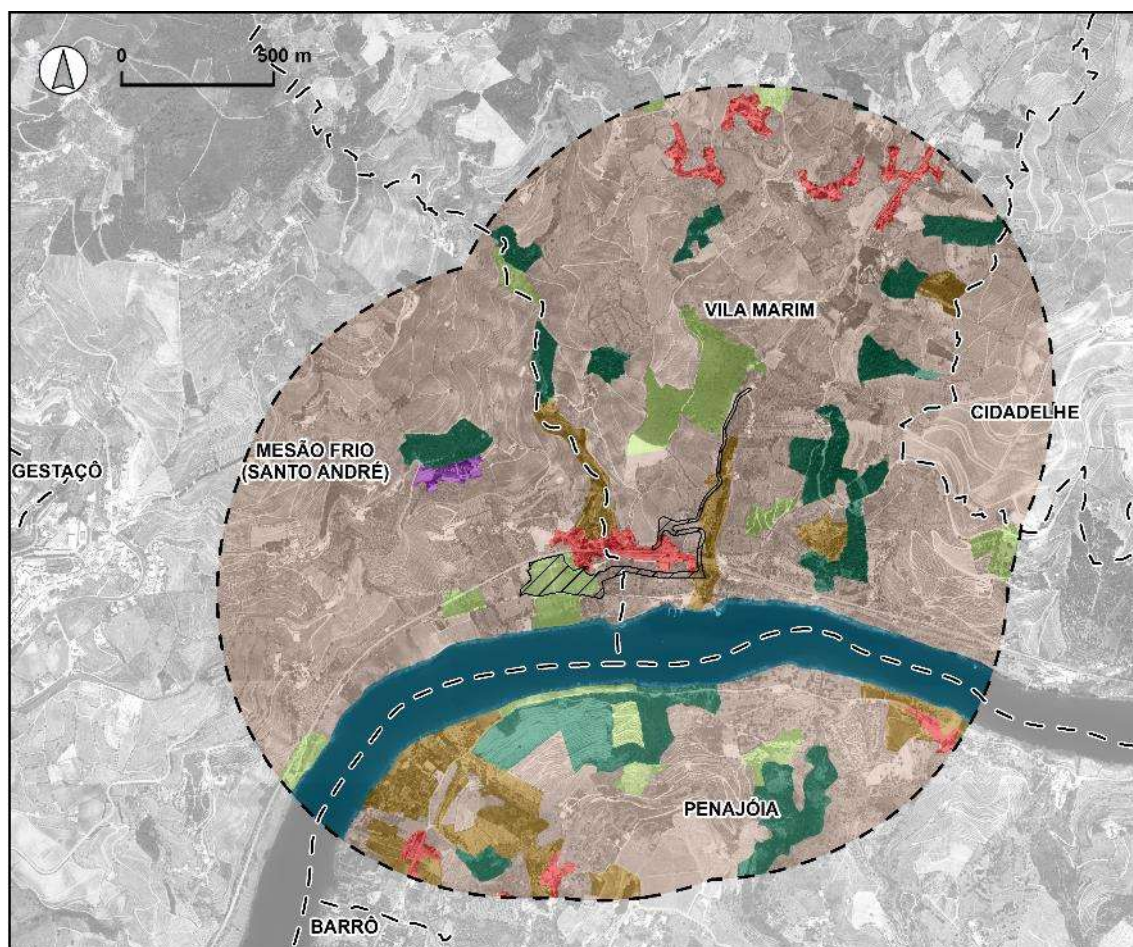 0 500 m
VILA MARIM
CIDADELHE
MESÃO FRIO
(SANTO ANDRÉ)
GESTAÇÔ
PENAJÓIA
BARRÔ